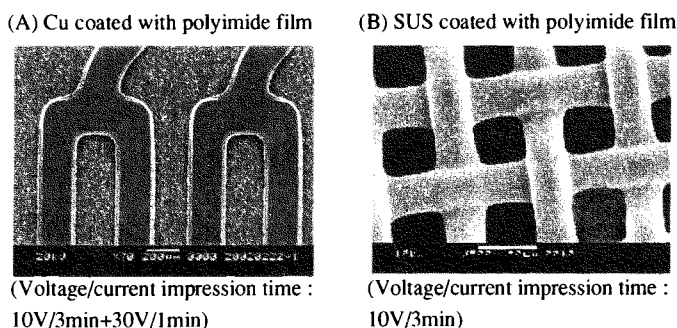 (A) Cu coated with polyimide film
(B) SUS coated with polyimide film
(Voltage/current impression time :
10V/3min+30V/1min)
(Voltage/current impression time :
10V/3min)